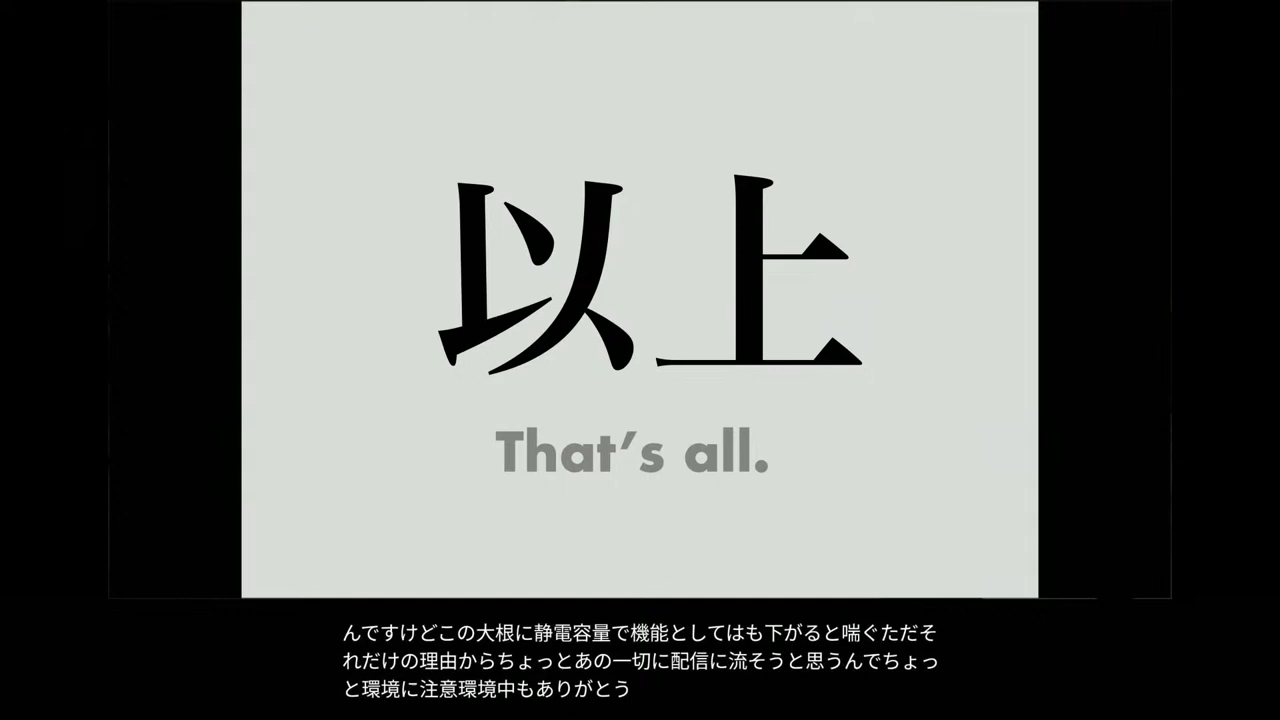 以上
That's all.
んですけどこの大根に静電容量で機能としてはも下がると喘ぐただそ
れだけの理由からちょっとあの一切に配信に流そうと思うんでちょっ
と環境に注意環境中もありがとう